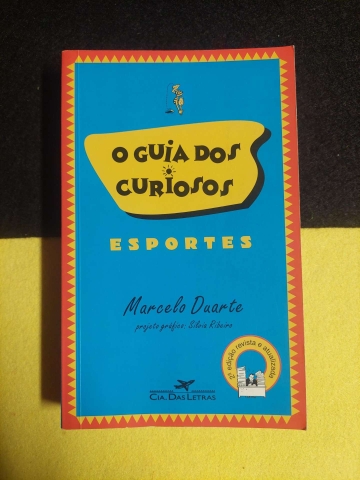 O GUIA DOS
CURIOSOS
ESPORTES
Marcelo Duarte
projeto gráfico: Silvia Ribeiro
2ª edição revista e atualizada
CIA. DAS LETRAS